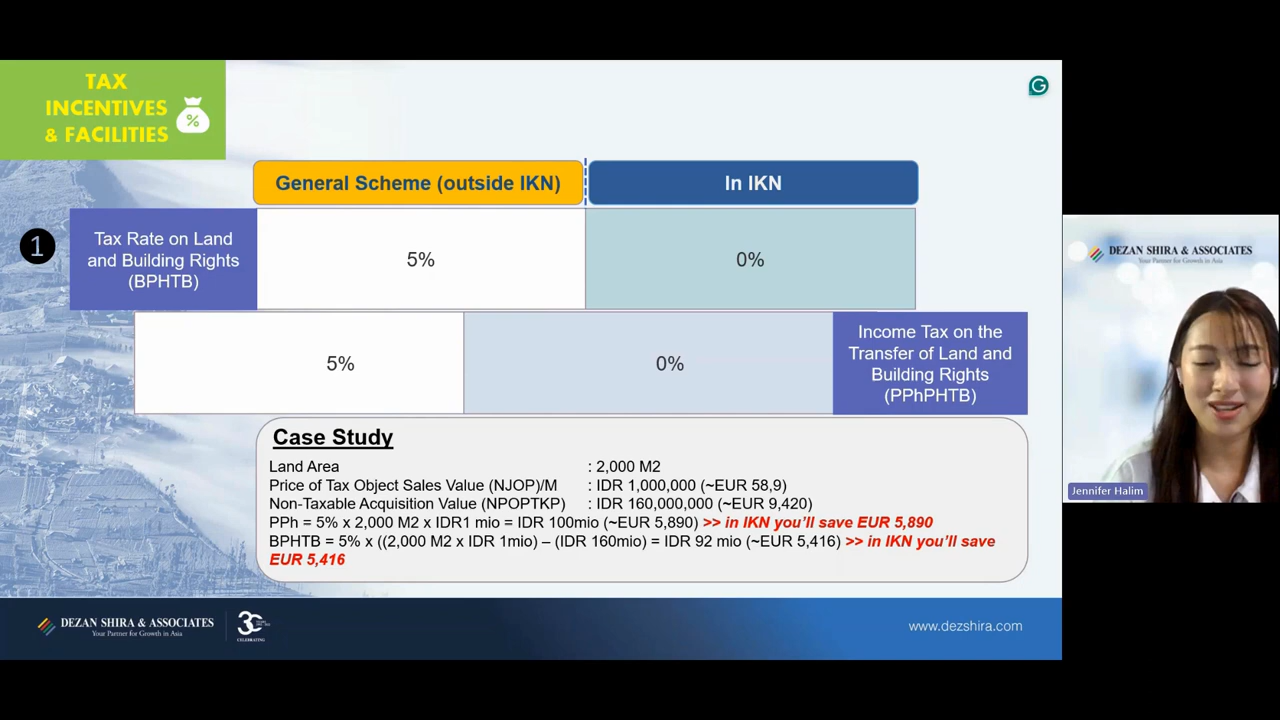 TAX
INCENTIVES
& FACILITIES
%
General Scheme (outside IKN)
In IKN
1
Tax Rate on Land
and Building Rights
(BPHTB)
5%
0%
5%
0%
Income Tax on the
Transfer of Land and
Building Rights
(PPhPHTB)
Case Study
Land Area : 2,000 M2
Price of Tax Object Sales Value (NJOP)/M : IDR 1,000,000 (~EUR 58,9)
Non-Taxable Acquisition Value (NPOPTKP) : IDR 160,000,000 (~EUR 9,420)
PPh = 5% x 2,000 M2 x IDR1 mio = IDR 100mio (~EUR 5,890) >> in IKN you'll save EUR 5,890
BPHTB = 5% x ((2,000 M2 x IDR 1mio) – (IDR 160mio) = IDR 92 mio (~EUR 5,416) >> in IKN you'll save
EUR 5,416
DEZAN SHIRA & ASSOCIATES
Your Partner for Growth in Asia
30
CELEBRATING
www.dezshira.com
DEZAN SHIRA & ASSOCIATES
Your Partner for Growth in Asia
Jennifer Halim